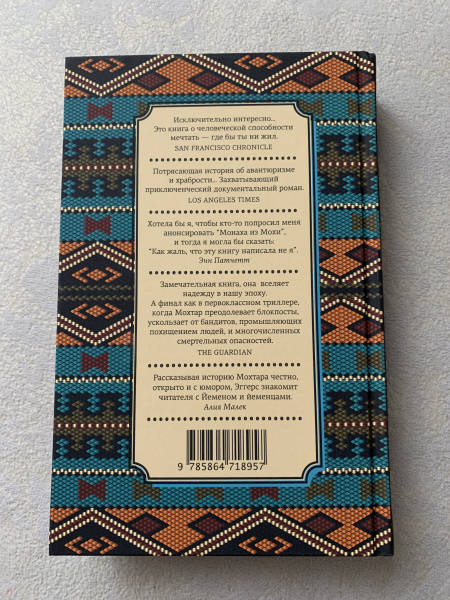 Исключительно интересно...
Это книга о человеческой способности
мечтать — где бы ты ни жил.
SAN FRANCISCO CHRONICLE
Потрясающая история об авантюризме
и храбрости... Захватывающий
приключенческий документальный роман.
LOS ANGELES TIMES
Хотела бы я, чтобы кто-то попросил меня
анонсировать "Монаха из Мохи",
и тогда я могла бы сказать:
"Как жаль, что эту книгу написала не я".
Энн Патчетт
Замечательная книга, она вселяет
надежду в нашу эпоху.
А финал как в первоклассном триллере,
когда Мохтар преодолевает блокпосты,
ускользает от бандитов, промышляющих
похищением людей, и многочисленных
смертельных опасностей.
THE GUARDIAN
Рассказывая историю Мохтара честно,
открыто и с юмором, Эггерс знакомит
читателя с Йеменом и йеменцами.
Алия Малек
9 785864 718957